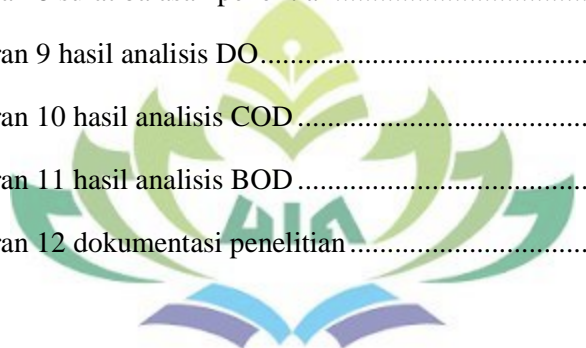 ran 9 hasil analisis DO..........................................
ran 10 hasil analisis COD.....................................
ran 11 hasil analisis BOD.....................................
ran 12 dokumentasi penelitian..............................
UIN